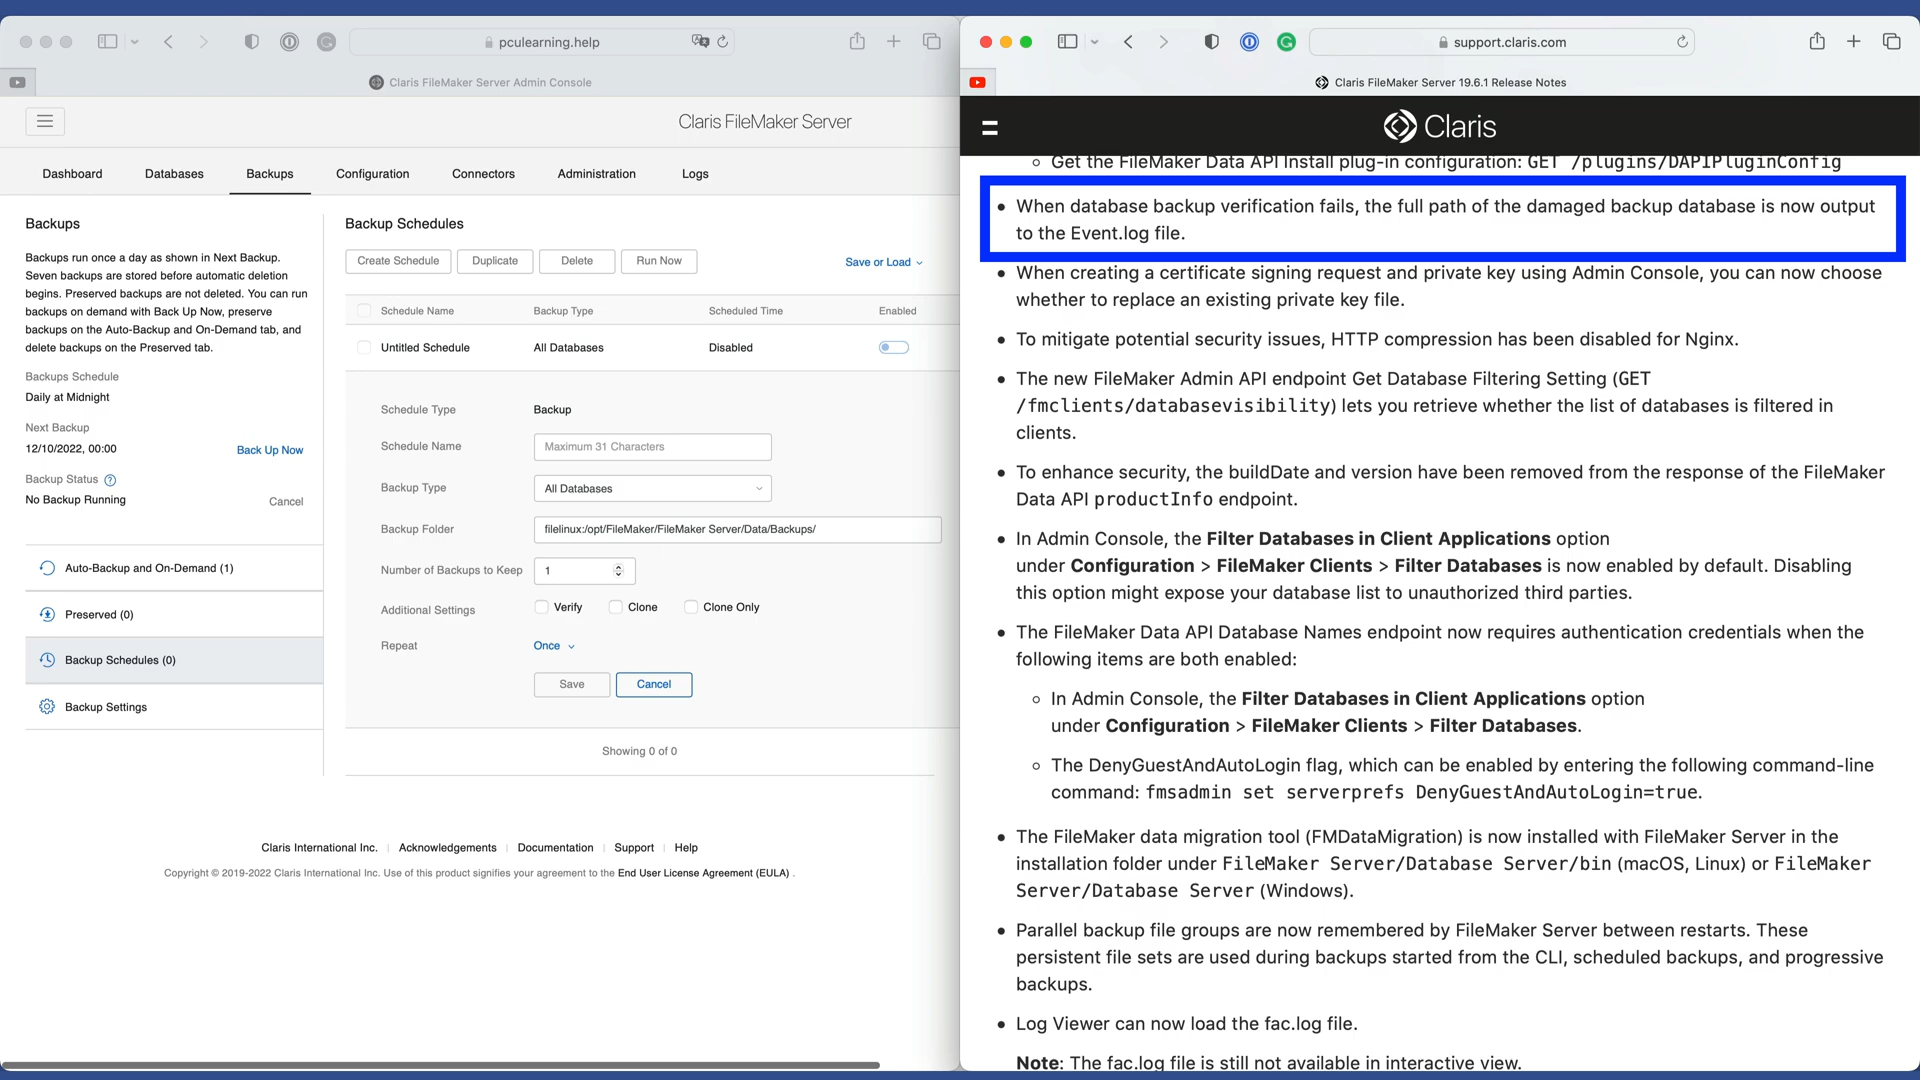 pculearning.help
Claris FileMaker Server Admin Console
Claris FileMaker Server
Dashboard
Databases
Backups
Configuration
Connectors
Administration
Logs
Backups
Backups run once a day as shown in Next Backup.
Seven backups are stored before automatic deletion
begins. Preserved backups are not deleted. You can run
backups on demand with Back Up Now, preserve
backups on the Auto-Backup and On-Demand tab, and
delete backups on the Preserved tab.
Backups Schedule
Daily at Midnight
Next Backup
12/10/2022, 00:00
Back Up Now
Backup Status
No Backup Running
Cancel
Auto-Backup and On-Demand (1)
Preserved (0)
Backup Schedules (0)
Backup Settings
Backup Schedules
Create Schedule
Duplicate
Delete
Run Now
Save or Load
Schedule Name
Backup Type
Scheduled Time
Enabled
Untitled Schedule
All Databases
Disabled
Schedule Type
Backup
Schedule Name
Maximum 31 Characters
Backup Type
All Databases
Backup Folder
filelinux:/opt/FileMaker/FileMaker Server/Data/Backups/
Number of Backups to Keep
1
Additional Settings
Verify
Clone
Clone Only
Repeat
Once
Save
Cancel
Showing 0 of 0
Claris International Inc.
Acknowledgements
Documentation
Support
Help
Copyright © 2019-2022 Claris International Inc. Use of this product signifies your agreement to the End User License Agreement (EULA) .
support.claris.com
Claris FileMaker Server 19.6.1 Release Notes
Claris
Get the FileMaker Data API Install plug-in configuration: GET /plugins/DAPIPluginConfig
When database backup verification fails, the full path of the damaged backup database is now output
to the Event.log file.
When creating a certificate signing request and private key using Admin Console, you can now choose
whether to replace an existing private key file.
To mitigate potential security issues, HTTP compression has been disabled for Nginx.
The new FileMaker Admin API endpoint Get Database Filtering Setting (GET
/fmclients/databasevisibility) lets you retrieve whether the list of databases is filtered in
clients.
To enhance security, the buildDate and version have been removed from the response of the FileMaker
Data API productInfo endpoint.
In Admin Console, the Filter Databases in Client Applications option
under Configuration > FileMaker Clients > Filter Databases is now enabled by default. Disabling
this option might expose your database list to unauthorized third parties.
The FileMaker Data API Database Names endpoint now requires authentication credentials when the
following items are both enabled:
In Admin Console, the Filter Databases in Client Applications option
under Configuration > FileMaker Clients > Filter Databases.
The DenyGuestAndAutoLogin flag, which can be enabled by entering the following command-line
command: fmsadmin set serverprefs DenyGuestAndAutoLogin=true.
The FileMaker data migration tool (FMDataMigration) is now installed with FileMaker Server in the
installation folder under FileMaker Server/Database Server/bin (macOS, Linux) or FileMaker
Server/Database Server (Windows).
Parallel backup file groups are now remembered by FileMaker Server between restarts. These
persistent file sets are used during backups started from the CLI, scheduled backups, and progressive
backups.
Log Viewer can now load the fac.log file.
Note: The fac.log file is still not available in interactive view.